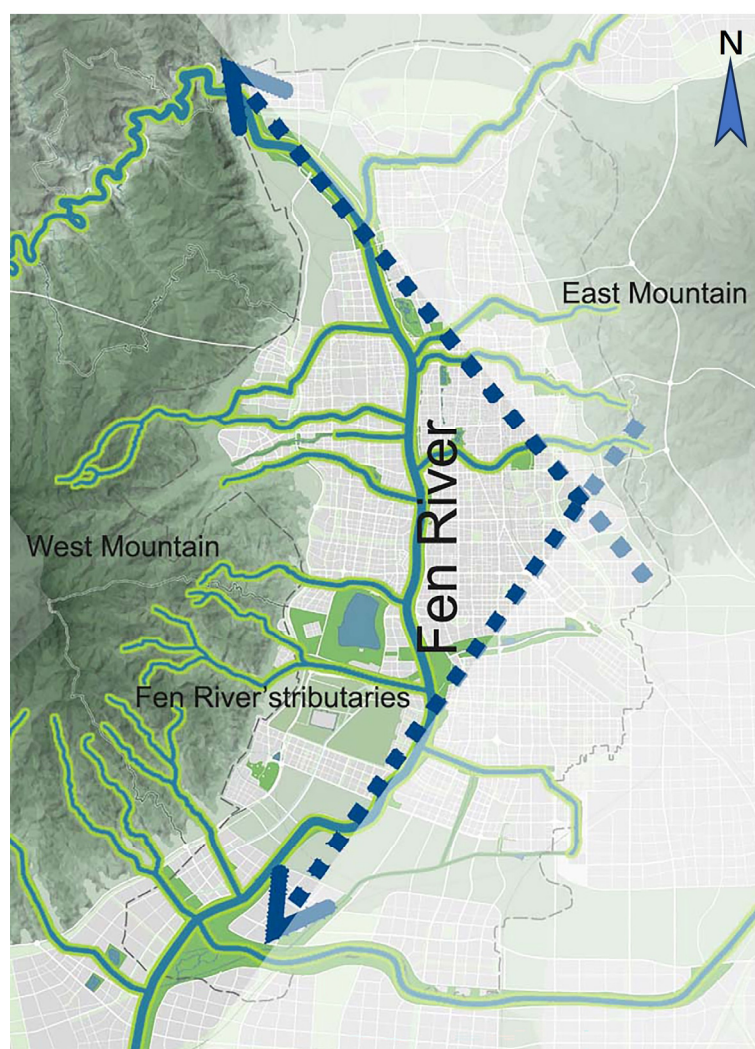 N
East Mountain
Fen River
West Mountain
Fen River'stributaries